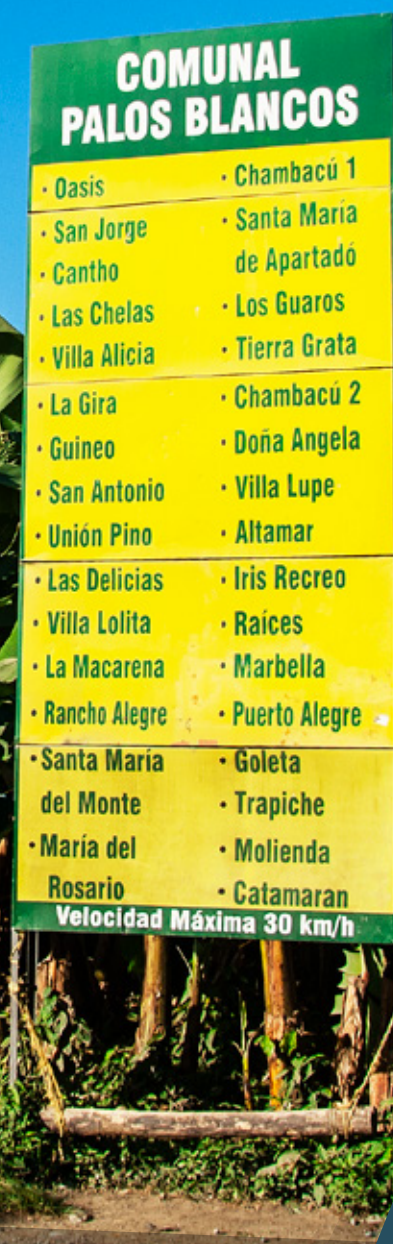 COMUNAL
PALOS BLANCOS
· Oasis
· San Jorge
· Cantho
· Las Chelas
· Villa Alicia
· La Gira
· Guineo
· San Antonio
· Unión Pino
· Las Delicias
· Villa Lolita
· La Macarena
· Rancho Alegre
· Santa María
del Monte
· María del
Rosario
· Chambacú 1
· Santa María
de Apartadó
· Los Guaros
· Tierra Grata
· Chambacú 2
· Doña Angela
· Villa Lupe
· Altamar
· Iris Recreo
· Raíces
· Marbella
· Puerto Alegre
· Goleta
· Trapiche
· Molienda
· Catamaran
Velocidad Máxima 30 km/h